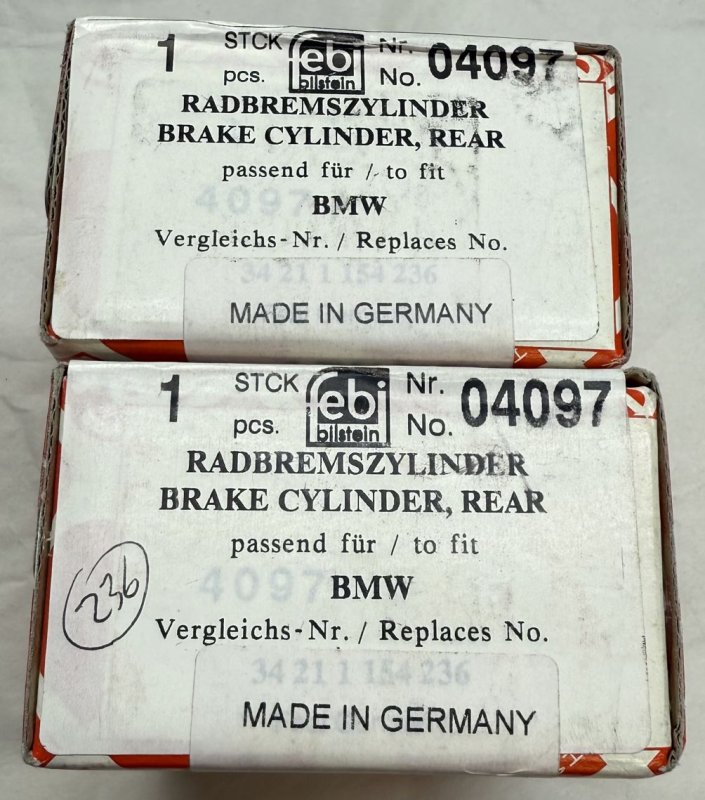 1 STCK pcs. febi bilstein Nr. No. 04097
RADBREMSZYLINDER
BRAKE CYLINDER, REAR
passend für / to fit
4097
BMW
Vergleichs-Nr. / Replaces No.
34 21 1 154 236
MADE IN GERMANY
1 STCK pcs. febi bilstein Nr. No. 04097
RADBREMSZYLINDER
BRAKE CYLINDER, REAR
passend für / to fit
236
4097
BMW
Vergleichs-Nr. / Replaces No.
34 21 1 154 236
MADE IN GERMANY